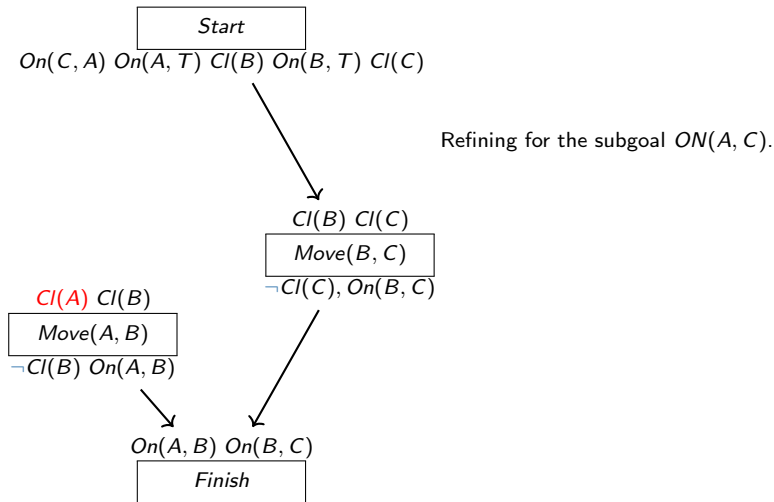 Start
On(C, A) On(A, T) Cl(B) On(B, T) Cl(C)
Refining for the subgoal ON(A, C).
Cl(B) Cl(C)
Move(B, C)
¬Cl(C), On(B, C)
Cl(A) Cl(B)
Move(A, B)
¬Cl(B) On(A, B)
On(A, B) On(B, C)
Finish